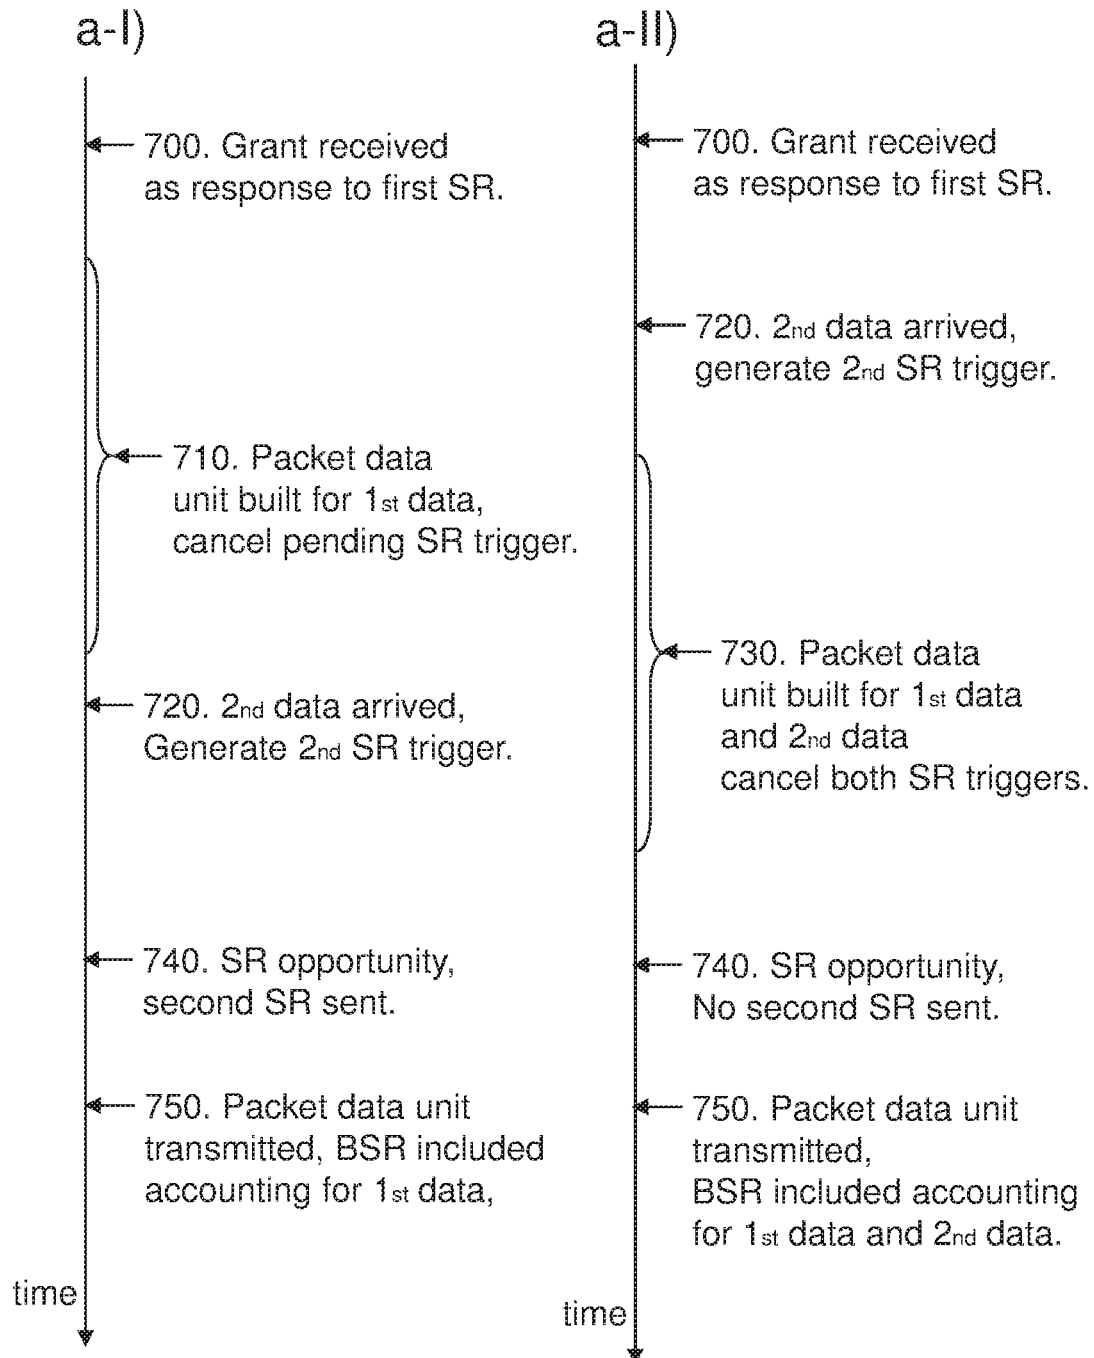 a-I)
700. Grant received
as response to first SR.
710. Packet data
unit built for 1st data,
cancel pending SR trigger.
720. 2nd data arrived,
Generate 2nd SR trigger.
740. SR opportunity,
second SR sent.
750. Packet data unit
transmitted, BSR included
accounting for 1st data,
time
a-II)
700. Grant received
as response to first SR.
720. 2nd data arrived,
generate 2nd SR trigger.
730. Packet data
unit built for 1st data
and 2nd data
cancel both SR triggers.
740. SR opportunity,
No second SR sent.
750. Packet data unit
transmitted,
BSR included accounting
for 1st data and 2nd data.
time